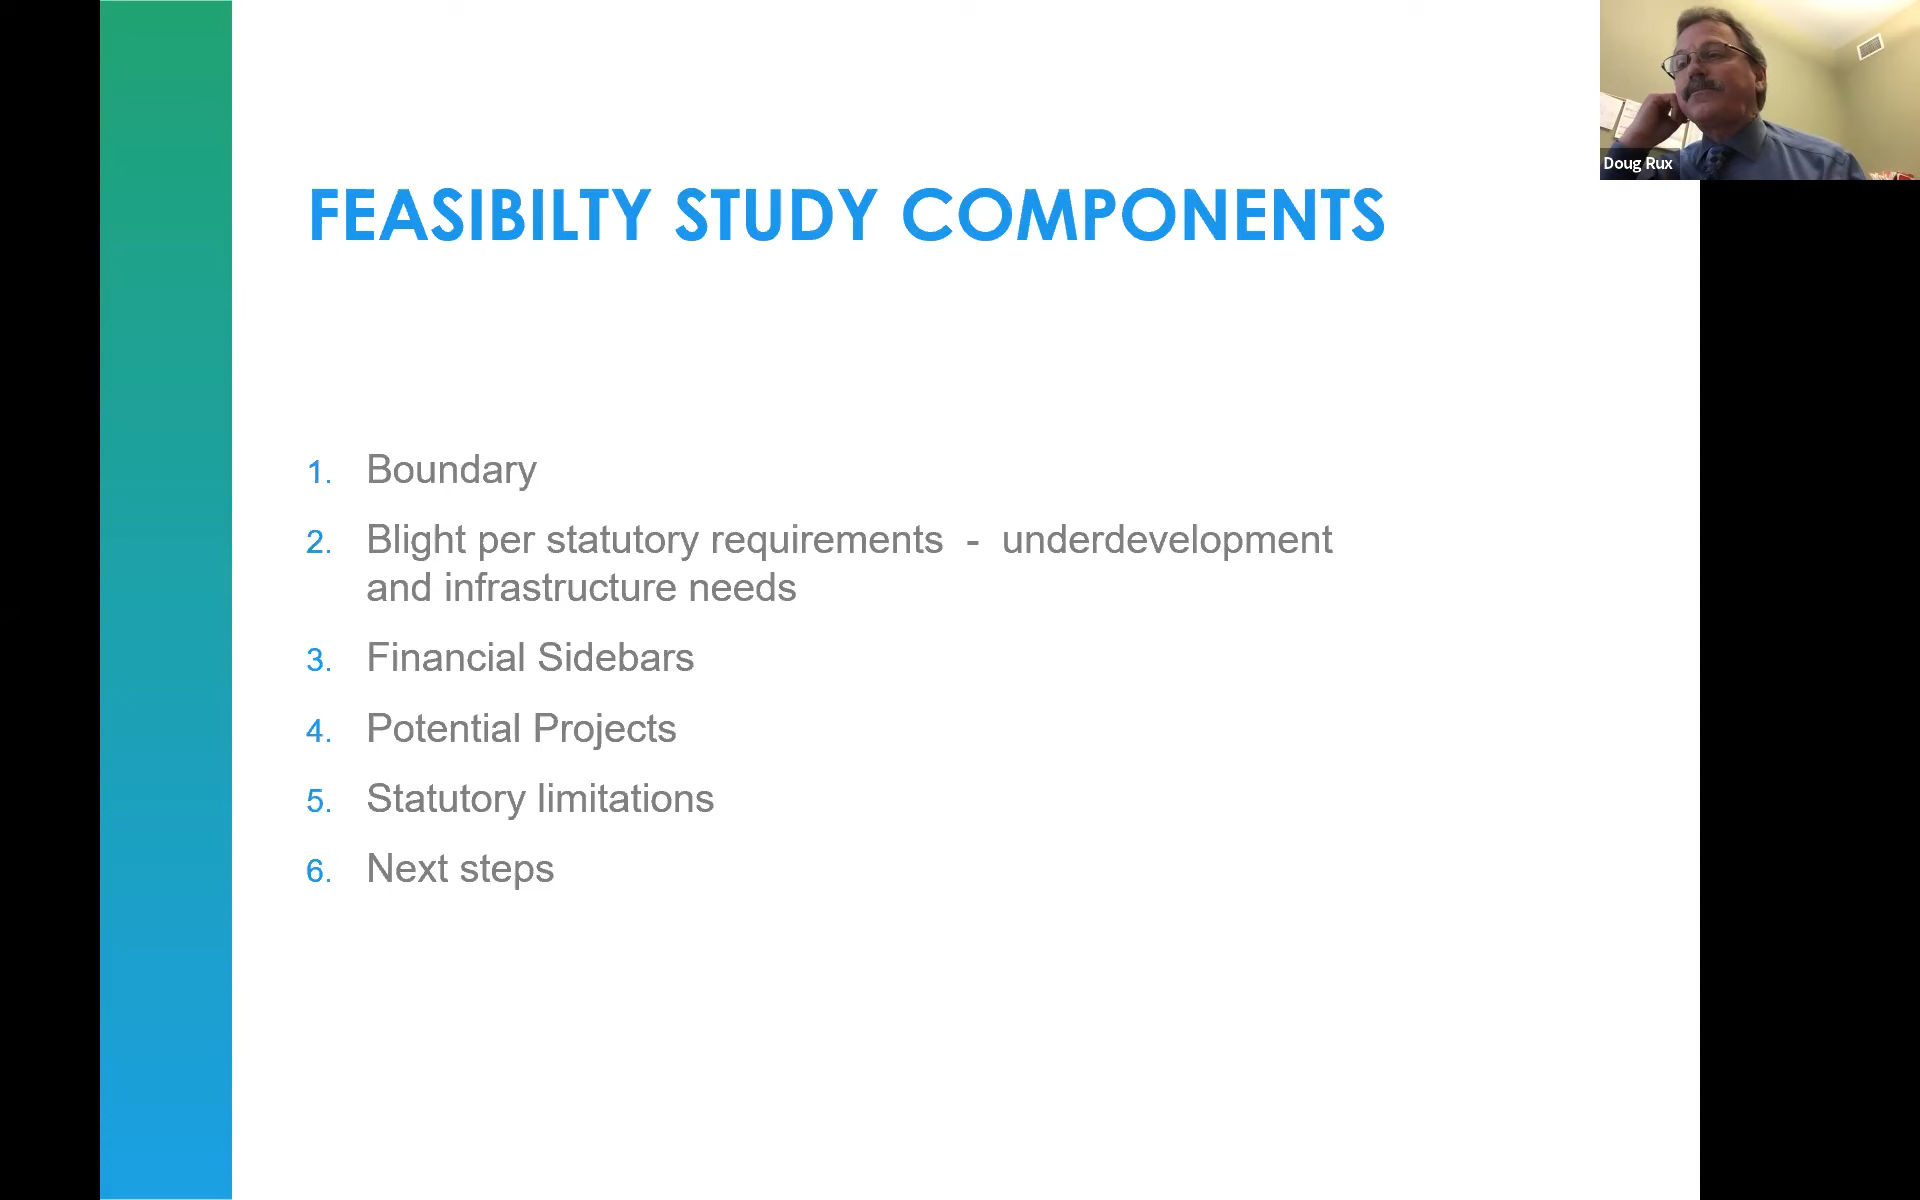 Doug Rux
FEASIBILTY STUDY COMPONENTS
1. Boundary
2. Blight per statutory requirements - underdevelopment
and infrastructure needs
3. Financial Sidebars
4. Potential Projects
5. Statutory limitations
6. Next steps